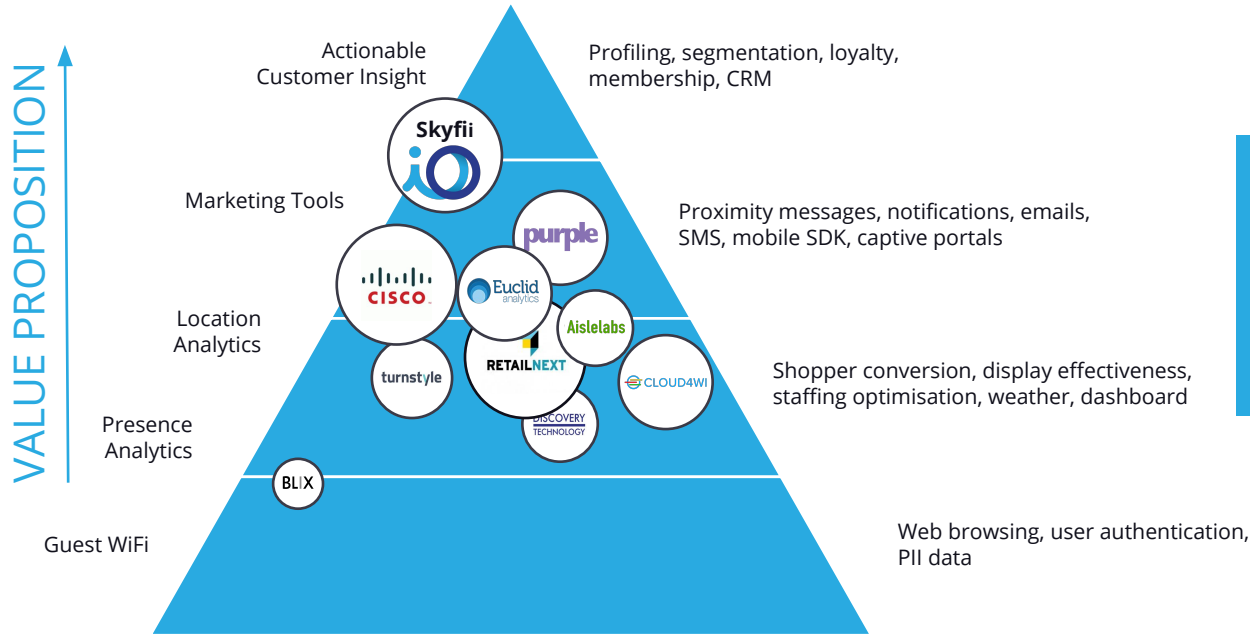 VALUE PROPOSITION
Actionable
Customer Insight
Profiling, segmentation, loyalty,
membership, CRM
Skyfii
io
Marketing Tools
purple
Proximity messages, notifications, emails,
SMS, mobile SDK, captive portals
CISCO
Euclid
analytics
Location
Analytics
Aislelabs
RETAILNEXT
turnstyle
CLOUD4WI
Shopper conversion, display effectiveness,
staffing optimisation, weather, dashboard
DISCOVERY
TECHNOLOGY
Presence
Analytics
BLIX
Guest WiFi
Web browsing, user authentication,
PII data